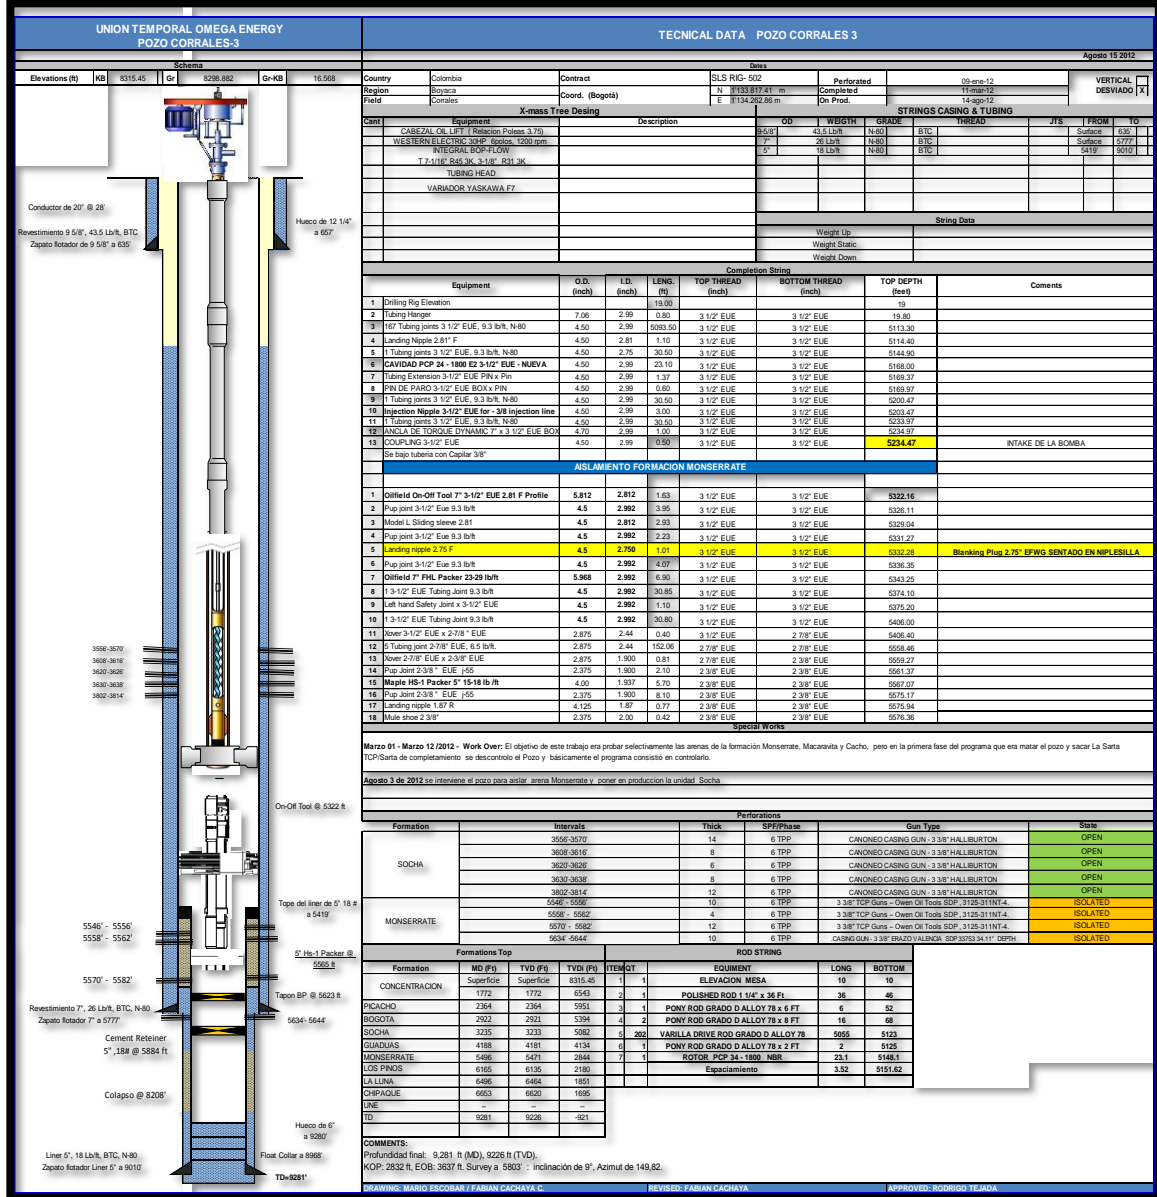 UNION TEMPORAL OMEGA ENERGY
POZO CORRALES-3
TECNICAL DATA POZO CORRALES 3
Agosto 15 2012
Schema
Dates
Elevations (ft) KB 8315.45 Gr 8298.882 Gr-KB 16.568
Country Colombia Contract SLS RIG- 502 Perforated 09-ene-12 VERTICAL
Region Boyaca Coord. (Bogotá) N 1'133.817.41 m Completed 11-mar-12 DESVIADO X
Field Corrales E 1'134.262.86 m On Prod. 14-ago-12
X-mass Tree Desing STRINGS CASING & TUBING
Cant Equipment Description OD WEIGTH GRADE THREAD JTS FROM TO
CABEZAL OIL LIFT ( Relacion Poleas 3.75) 9-5/8" 43,5 Lb/ft N-80 BTC Surface 635'
WESTERN ELECTRIC 30HP 6polos, 1200 rpm 7" 26 Lb/ft N-80 BTC Surface 5777'
INTEGRAL BOP-FLOW 5" 18 Lb/ft N-80 BTC 5419' 9010'
T 7-1/16" R45 3K, 3-1/8" R31 3K
TUBING HEAD
VARIADOR YASKAWA F7
String Data
Weight Up
Weight Static
Weight Down
Conductor de 20" @ 28'
Revestimiento 9 5/8", 43.5 Lb/ft, BTC
Zapato flotador de 9 5/8" a 635'
Hueco de 12 1/4"
a 657'
Completion String
Equipment O.D. (inch) I.D. (inch) LENG. (ft) TOP THREAD (inch) BOTTOM THREAD (inch) TOP DEPTH (feet) Coments
1 Drilling Rig Elevation 19.00 19
2 Tubing Hanger 7.06 2.99 0.80 3 1/2" EUE 3 1/2" EUE 19.80
3 167 Tubing joints 3 1/2" EUE, 9.3 lb/ft, N-80 4.50 2,99 5093.50 3 1/2" EUE 3 1/2" EUE 5113.30
4 Landing Nipple 2.81" F 4.50 2.81 1.10 3 1/2" EUE 3 1/2" EUE 5114.40
5 1 Tubing joints 3 1/2" EUE, 9.3 lb/ft, N-80 4.50 2.75 30.50 3 1/2" EUE 3 1/2" EUE 5144.90
6 CAVIDAD PCP 24 - 1800 E2 3-1/2" EUE - NUEVA 4.50 2,99 23.10 3 1/2" EUE 3 1/2" EUE 5168.00
7 Tubing Extension 3-1/2" EUE PIN x Pin 4.50 2,99 1.37 3 1/2" EUE 3 1/2" EUE 5169.37
8 PIN DE PARO 3-1/2" EUE BOX x PIN 4.50 2,99 0.60 3 1/2" EUE 3 1/2" EUE 5169.97
9 1 Tubing joints 3 1/2" EUE, 9.3 lb/ft, N-80 4.50 2,99 30.50 3 1/2" EUE 3 1/2" EUE 5200.47
10 Injection Nipple 3-1/2" EUE for - 3/8 injection line 4.50 2,99 3.00 3 1/2" EUE 3 1/2" EUE 5203.47
11 1 Tubing joints 3 1/2" EUE, 9.3 lb/ft, N-80 4.50 2,99 30.50 3 1/2" EUE 3 1/2" EUE 5233.97
12 ANCLA DE TORQUE DYNAMIC 7" x 3 1/2" EUE BOX 4.70 2.99 1.00 3 1/2" EUE 3 1/2" EUE 5234.97
13 COUPLING 3-1/2" EUE 4.50 2.99 0.50 3 1/2" EUE 3 1/2" EUE 5234.47 INTAKE DE LA BOMBA
Se bajo tuberia con Capilar 3/8"
AISLAMIENTO FORMACION MONSERRATE
1 Oilfield On-Off Tool 7" 3-1/2" EUE 2.81 F Profile 5.812 2.812 1.63 3 1/2" EUE 3 1/2" EUE 5322.16
2 Pup joint 3-1/2" Eue 9.3 lb/ft 4.5 2.992 3.95 3 1/2" EUE 3 1/2" EUE 5326.11
3 Model L Sliding sleeve 2.81 4.5 2.812 2.93 3 1/2" EUE 3 1/2" EUE 5329.04
4 Pup joint 3-1/2" Eue 9.3 lb/ft 4.5 2.992 2.23 3 1/2" EUE 3 1/2" EUE 5331.27
5 Landing nipple 2.75 F 4.5 2.750 1.01 3 1/2" EUE 3 1/2" EUE 5332.28 Blanking Plug 2.75" EFWG SENTADO EN NIPLESILLA
6 Pup joint 3-1/2" Eue 9.3 lb/ft 4.5 2.992 4.07 3 1/2" EUE 3 1/2" EUE 5336.35
7 Oilfield 7" FHL Packer 23-29 lb/ft 5.968 2.992 6.90 3 1/2" EUE 3 1/2" EUE 5343.25
8 1 3-1/2" EUE Tubing Joint 9.3 lb/ft 4.5 2.992 30.85 3 1/2" EUE 3 1/2" EUE 5374.10
9 Left hand Safety Joint x 3-1/2" EUE 4.5 2.992 1.10 3 1/2" EUE 3 1/2" EUE 5375.20
10 1 3-1/2" EUE Tubing Joint 9.3 lb/ft 4.5 2.992 30.80 3 1/2" EUE 3 1/2" EUE 5406.00
11 Xover 3-1/2" EUE x 2-7/8 " EUE 2.875 2.44 0.40 3 1/2" EUE 2 7/8" EUE 5406.40
12 5 Tubing joint 2-7/8" EUE, 6.5 lb/ft. 2.875 2.44 152.06 2 7/8" EUE 2 7/8" EUE 5558.46
13 Xover 2-7/8" EUE x 2-3/8" EUE 2.875 1.900 0.81 2 7/8" EUE 2 3/8" EUE 5559.27
14 Pup Joint 2-3/8 " EUE j-55 2.375 1.900 2.10 2 3/8" EUE 2 3/8" EUE 5561.37
15 Maple HS-1 Packer 5" 15-18 lb /ft 4.00 1.937 5.70 2 3/8" EUE 2 3/8" EUE 5567.07
16 Pup Joint 2-3/8 " EUE j-55 2.375 1.900 8.10 2 3/8" EUE 2 3/8" EUE 5575.17
17 Landing nipple 1.87 R 4.125 1.87 0.77 2 3/8" EUE 2 3/8" EUE 5575.94
18 Mule shoe 2 3/8" 2.375 2.00 0.42 2 3/8" EUE 2 3/8" EUE 5576.36
3556'-3570'
3608'-3616'
3620'-3626'
3630'-3638'
3802'-3814'
Special Works
Marzo 01 - Marzo 12 /2012 - Work Over: El objetivo de este trabajo era probar selectivamente las arenas de la formación Monserrate, Macaravita y Cacho, pero en la primera fase del programa que era matar el pozo y sacar La Sarta
TCP/Sarta de completamiento se descontrolo el Pozo y básicamente el programa consistió en controlarlo.
Agosto 3 de 2012 se interviene el pozo para aislar arena Monserrate y poner en produccion la unidad Socha
On-Off Tool @ 5322 ft
Tope del liner de 5" 18 #
a 5419'
5546' - 5556'
5558' - 5562'
5" Hs-1 Packer @
5565 ft
5570' - 5582'
Tapon BP @ 5623 ft
Revestimiento 7", 26 Lb/ft, BTC, N-80
Zapato flotador 7" a 5777'
5634'- 5644'
Cement Reteiner
5" ,18# @ 5884 ft
Colapso @ 8208'
Hueco de 6"
a 9280'
Liner 5", 18 Lb/ft, BTC, N-80
Zapato flotador Liner 5" a 9010'
Float Collar a 8968'
TD=9281'
Perforations
Formation Intervals Thick SPF/Phase Gun Type State
SOCHA
3556'-3570' 14 6 TPP CANONEO CASING GUN - 3 3/8" HALLIBURTON OPEN
3608'-3616' 8 6 TPP CANONEO CASING GUN - 3 3/8" HALLIBURTON OPEN
3620'-3626' 6 6 TPP CANONEO CASING GUN - 3 3/8" HALLIBURTON OPEN
3630'-3638' 8 6 TPP CANONEO CASING GUN - 3 3/8" HALLIBURTON OPEN
3802'-3814' 12 6 TPP CANONEO CASING GUN - 3 3/8" HALLIBURTON OPEN
MONSERRATE
5546' - 5556' 10 6 TPP 3 3/8" TCP Guns – Owen Oil Tools SDP , 3125-311NT-4. ISOLATED
5558' - 5562' 4 6 TPP 3 3/8" TCP Guns – Owen Oil Tools SDP , 3125-311NT-4. ISOLATED
5570' - 5582' 12 6 TPP 3 3/8" TCP Guns – Owen Oil Tools SDP , 3125-311NT-4. ISOLATED
5634' -5644' 10 6 TPP CASING GUN - 3 3/8" ERAZO VALENCIA SDP 33753 34.11" DEPTH ISOLATED
Formations Top
Formation MD (Ft) TVD (Ft) TVDi (Ft)
CONCENTRACION Superficie Superficie 8315.45
1772 1772 6543
PICACHO 2364 2364 5951
BOGOTA 2922 2921 5394
SOCHA 3235 3233 5082
GUADUAS 4188 4181 4134
MONSERRATE 5496 5471 2844
LOS PINOS 6165 6135 2180
LA LUNA 6496 6464 1851
CHIPAQUE 6653 6620 1695
UNE -- -- --
TD 9281 9226 -921
ROD STRING
ITEM QT EQUIMENT LONG BOTTOM
1 1 ELEVACION MESA 10 10
2 1 POLISHED ROD 1 1/4" x 36 Ft 36 46
3 1 PONY ROD GRADO D ALLOY 78 x 6 FT 6 52
4 2 PONY ROD GRADO D ALLOY 78 x 8 FT 16 68
5 202 VARILLA DRIVE ROD GRADO D ALLOY 78 5055 5123
6 1 PONY ROD GRADO D ALLOY 78 x 2 FT 2 5125
7 1 ROTOR PCP 34 - 1800 NBR 23.1 5148.1
Espaciamiento 3.52 5151.62
COMMENTS:
Profundidad final: 9,281 ft (MD), 9226 ft (TVD).
KOP: 2832 ft, EOB: 3637 ft. Survey a 5803' : inclinación de 9°, Azimut de 149,82.
DRAWING: MARIO ESCOBAR / FABIAN CACHAYA C. REVISED: FABIAN CACHAYA APPROVED: RODRIGO TEJADA